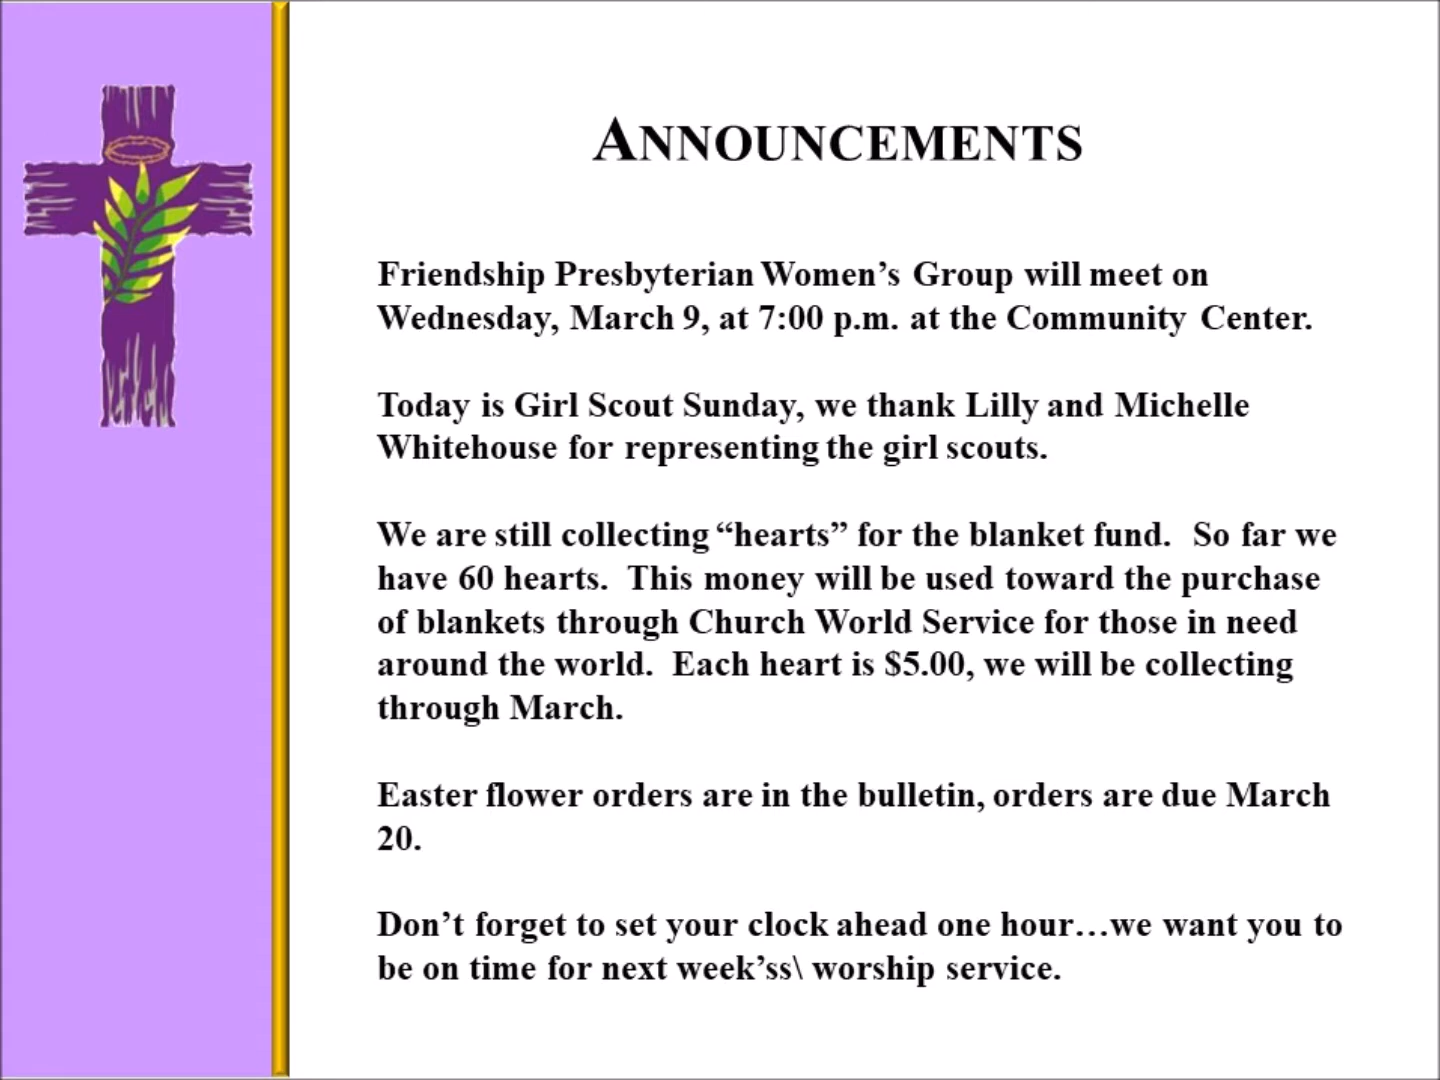 ANNOUNCEMENTS
Friendship Presbyterian Women’s Group will meet on
Wednesday, March 9, at 7:00 p.m. at the Community Center.
Today is Girl Scout Sunday, we thank Lilly and Michelle
Whitehouse for representing the girl scouts.
We are still collecting “hearts” for the blanket fund.  So far we
have 60 hearts.  This money will be used toward the purchase
of blankets through Church World Service for those in need
around the world.  Each heart is $5.00, we will be collecting
through March.
Easter flower orders are in the bulletin, orders are due March
20.
Don’t forget to set your clock ahead one hour…we want you to
be on time for next week’ss\ worship service.